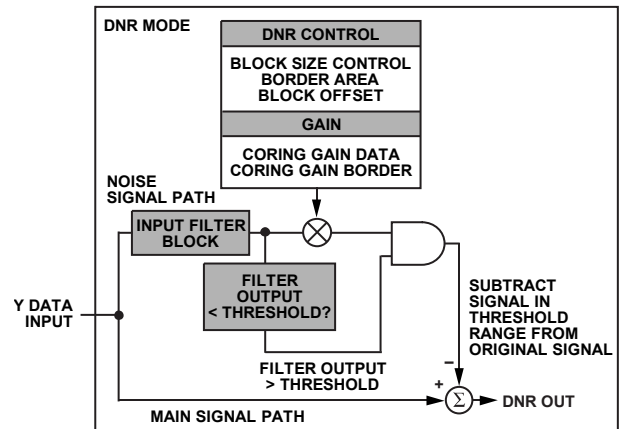 DNR MODE
DNR CONTROL
BLOCK SIZE CONTROL
BORDER AREA
BLOCK OFFSET
GAIN
CORING GAIN DATA
CORING GAIN BORDER
NOISE
SIGNAL PATH
INPUT FILTER
BLOCK
FILTER
OUTPUT
< THRESHOLD?
Y DATA
INPUT
SUBTRACT
SIGNAL IN
THRESHOLD
RANGE FROM
ORIGINAL SIGNAL
FILTER OUTPUT
> THRESHOLD
–
+
Σ
DNR OUT
MAIN SIGNAL PATH